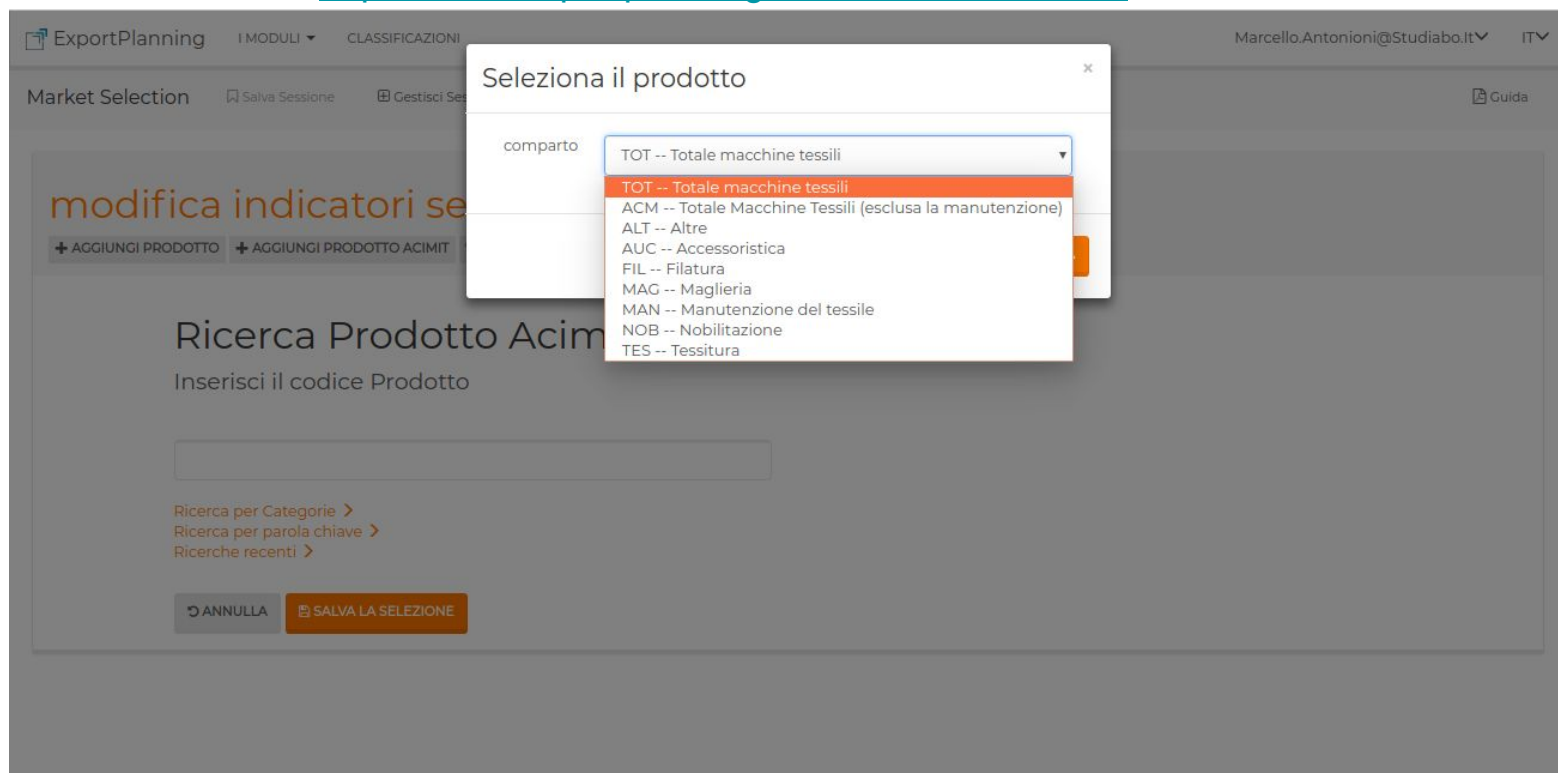 ExportPlanning I MODULI CLASSIFICAZIONI Marcello.Antonioni@Studiabo.It IT
Market Selection Salva Sessione Gestisci Ses Guida
Seleziona il prodotto ×
comparto TOT -- Totale macchine tessili
TOT -- Totale macchine tessili
ACM -- Totale Macchine Tessili (esclusa la manutenzione)
ALT -- Altre
AUC -- Accessoristica
FIL -- Filatura
MAG -- Maglieria
MAN -- Manutenzione del tessile
NOB -- Nobilitazione
TES -- Tessitura
modifica indicatori se
+ AGGIUNGI PRODOTTO + AGGIUNGI PRODOTTO ACIMIT
Ricerca Prodotto Acim
Inserisci il codice Prodotto
Ricerca per Categorie >
Ricerca per parola chiave >
Ricerche recenti >
ANNULLA SALVA LA SELEZIONE